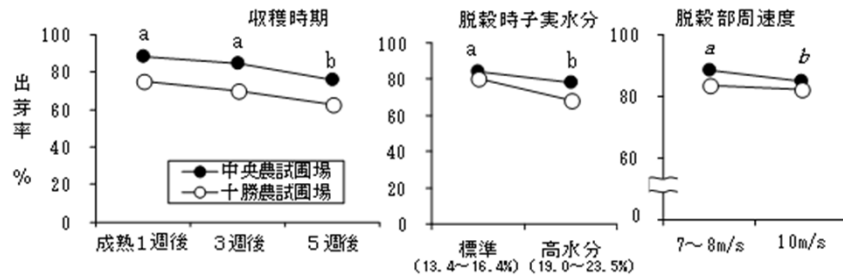 収穫時期
100
80
60
40
20
0
出芽率 %
a
a
b
中央農試圃場
十勝農試圃場
成熟1週後
3週後
5週後
脱穀時子実水分
100
80
60
40
20
0
a
b
標準
(13.4～16.4%)
高水分
(19.0～23.5%)
脱穀部周速度
100
80
60
0
a
b
7～8m/s
10m/s